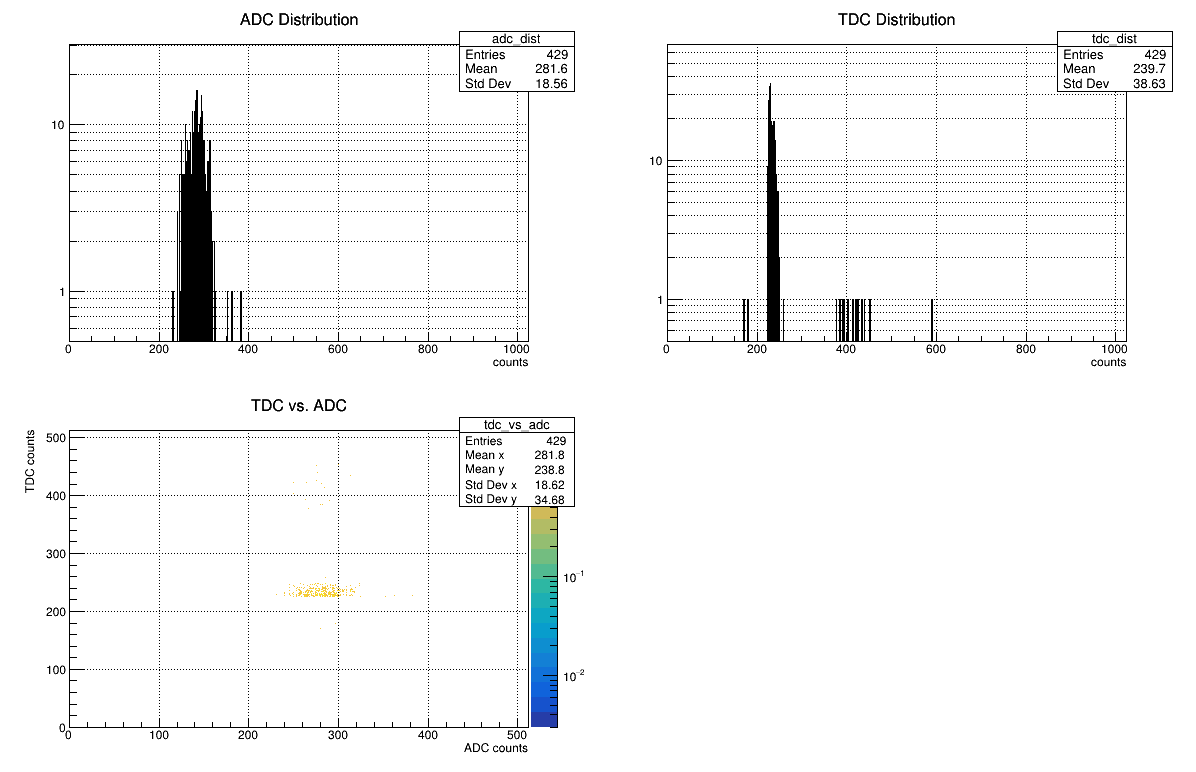 ADC Distribution
adc_dist
Entries 429
Mean 281.6
Std Dev 18.56
10
1
0 200 400 600 800 1000
counts
TDC Distribution
tdc_dist
Entries 429
Mean 239.7
Std Dev 38.63
10
1
0 200 400 600 800 1000
counts
TDC vs. ADC
tdc_vs_adc
Entries 429
Mean x 281.8
Mean y 238.8
Std Dev x 18.62
Std Dev y 34.68
TDC counts
500
400
300
200
100
0
0 100 200 300 400 500
ADC counts
10⁻¹
10⁻²